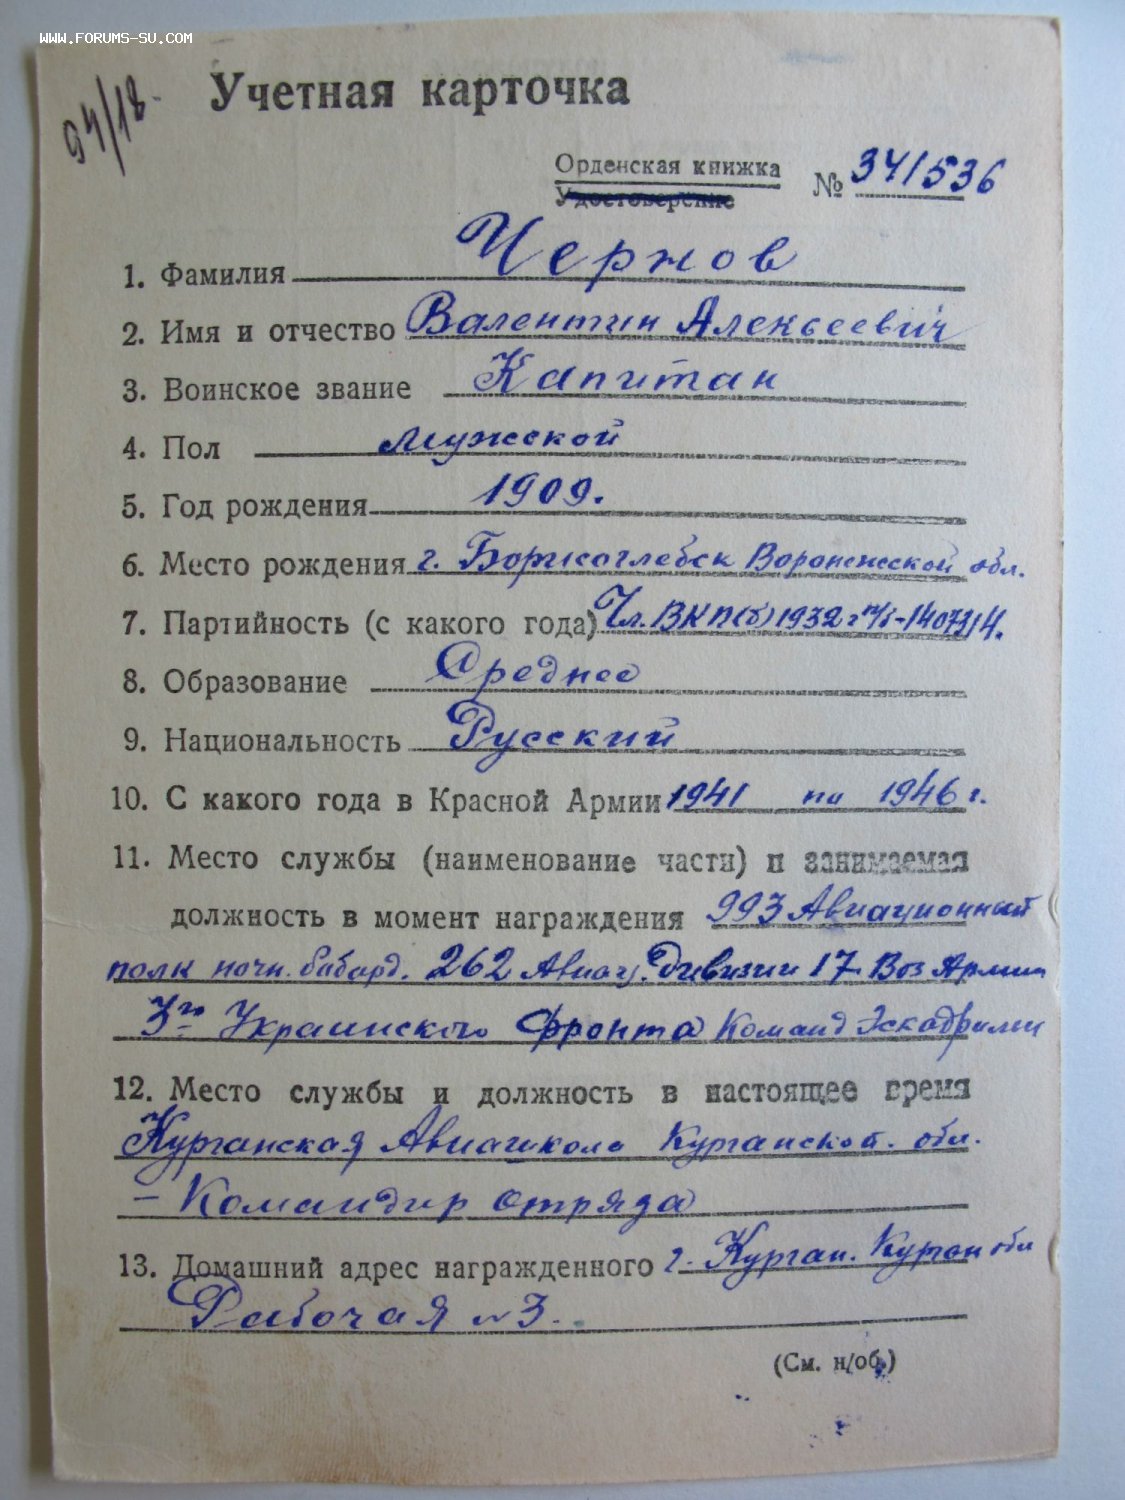 www.forums-su.com
94/18
Учетная карточка
Орденская книжка
Удостоверение
№ 341536
1. Фамилия Чернов
2. Имя и отчество Валентин Алексеевич
3. Воинское звание Капитан
4. Пол мужской
5. Год рождения 1909.
6. Место рождения г. Борисоглебск Воронежской обл.
7. Партийность (с какого года) Чл. ВКП(б) 1932 г
8. Образование Среднее
9. Национальность Русский
10. С какого года в Красной Армии 1941 по 1946 г.
11. Место службы (наименование части) и занимаемая
должность в момент награждения 993 Авиационный
полк ночн. бобард. 262 Авиац. Дивизии 17 Воз Армии
3го Украинского Фронта Команд Эскадрильи
12. Место службы и должность в настоящее время
Курганская Авиашкола Курганской. обл.
– Командир отряда
13. Домашний адрес награжденного г. Курган. Курган обл
Рабочая №3.
(См. н/об.)